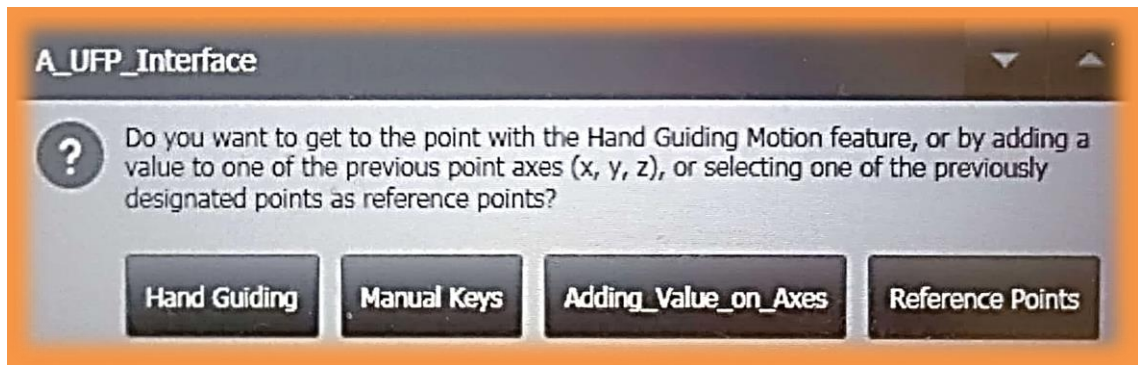 A_UFP_Interface
Do you want to get to the point with the Hand Guiding Motion feature, or by adding a
value to one of the previous point axes (x, y, z), or selecting one of the previously
designated points as reference points?
Hand Guiding
Manual Keys
Adding_Value_on_Axes
Reference Points